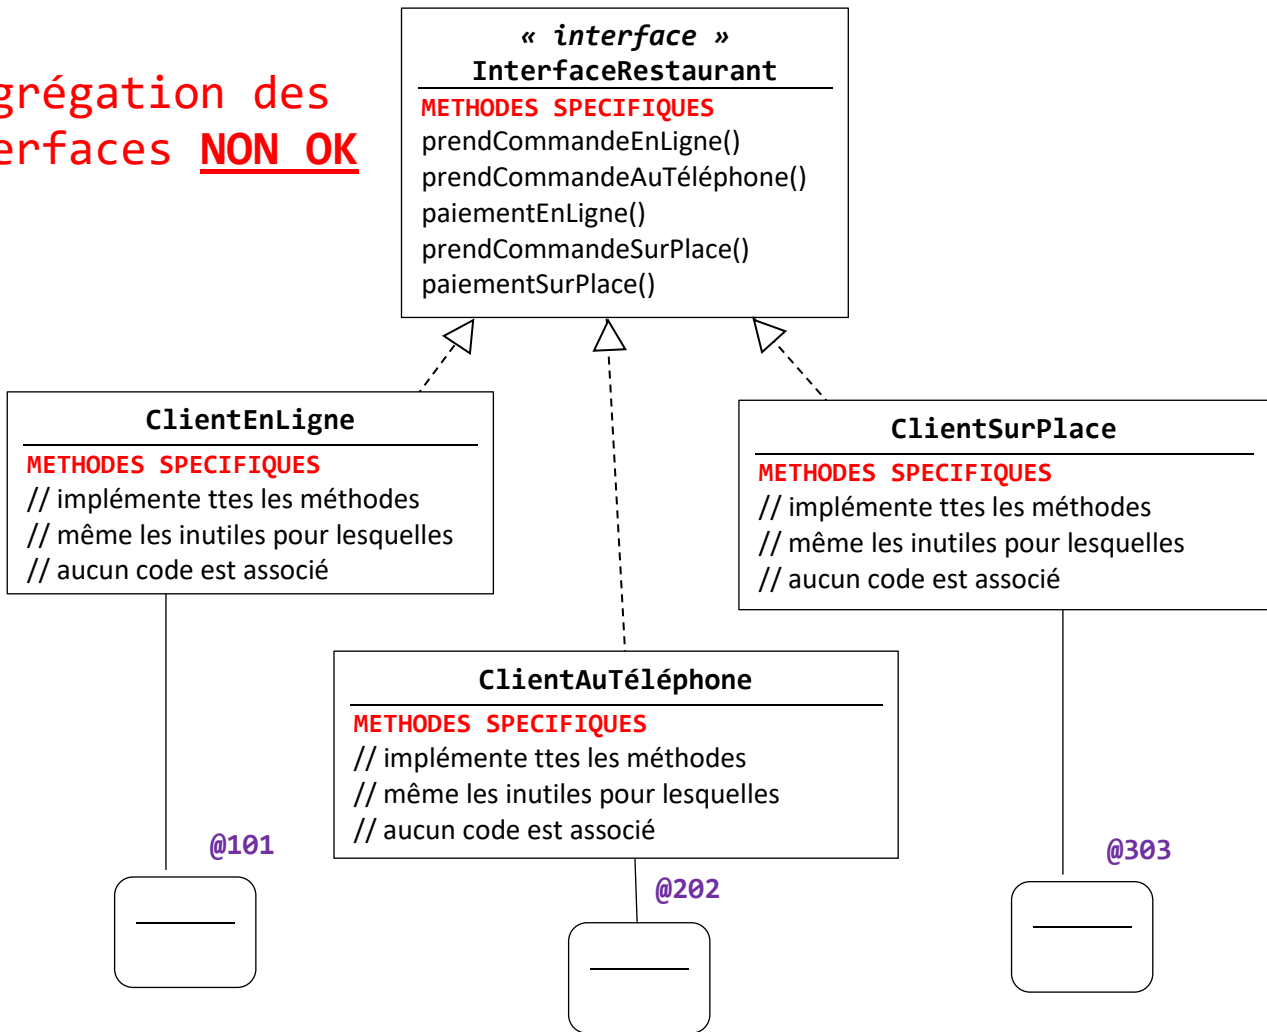 « interface »
InterfaceRestaurant
METHODES SPECIFIQUES
prendCommandeEnLigne()
prendCommandeAuTéléphone()
paiementEnLigne()
prendCommandeSurPlace()
paiementSurPlace()
grégation des
erfaces NON OK
ClientEnLigne
METHODES SPECIFIQUES
// implémente ttes les méthodes
// même les inutiles pour lesquelles
// aucun code est associé
ClientSurPlace
METHODES SPECIFIQUES
// implémente ttes les méthodes
// même les inutiles pour lesquelles
// aucun code est associé
ClientAuTéléphone
METHODES SPECIFIQUES
// implémente ttes les méthodes
// même les inutiles pour lesquelles
// aucun code est associé
@101
@202
@303